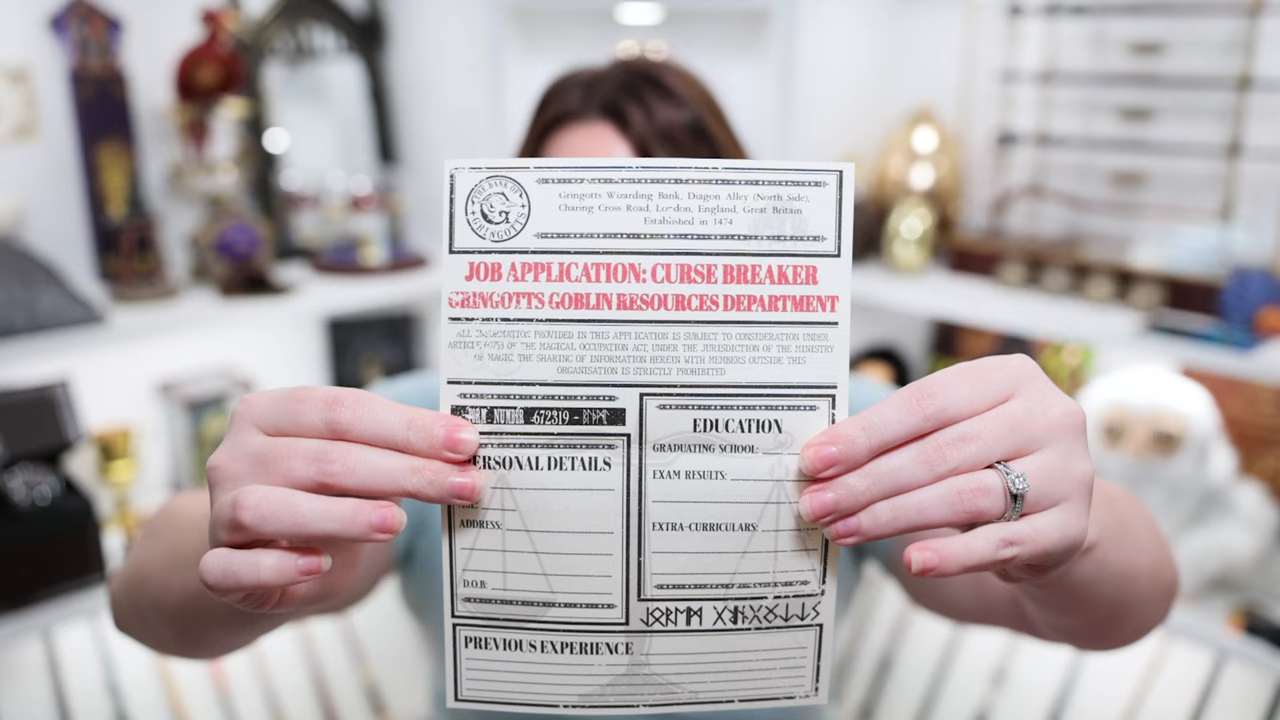 THE BANK OF
GRINGOTTS
Gringotts Wizarding Bank, Diagon Alley (North Side),
Charing Cross Road, London, England, Great Britain
Established in 1474
JOB APPLICATION: CURSE BREAKER
GRINGOTTS GOBLIN RESOURCES DEPARTMENT
ALL INFORMATION PROVIDED IN THIS APPLICATION IS SUBJECT TO CONSIDERATION UNDER
ARTICLE 6075J OF THE MAGICAL OCCUPATION ACT, UNDER THE JURISDICTION OF THE MINISTRY
OF MAGIC. THE SHARING OF INFORMATION HEREIN WITH MEMBERS OUTSIDE THIS
ORGANISATION IS STRICTLY PROHIBITED
NUMBER 672319 -
ERSONAL DETAILS
ADDRESS:
D.O.B:
EDUCATION
GRADUATING SCHOOL:
EXAM RESULTS:
EXTRA-CURRICULARS:
PREVIOUS EXPERIENCE